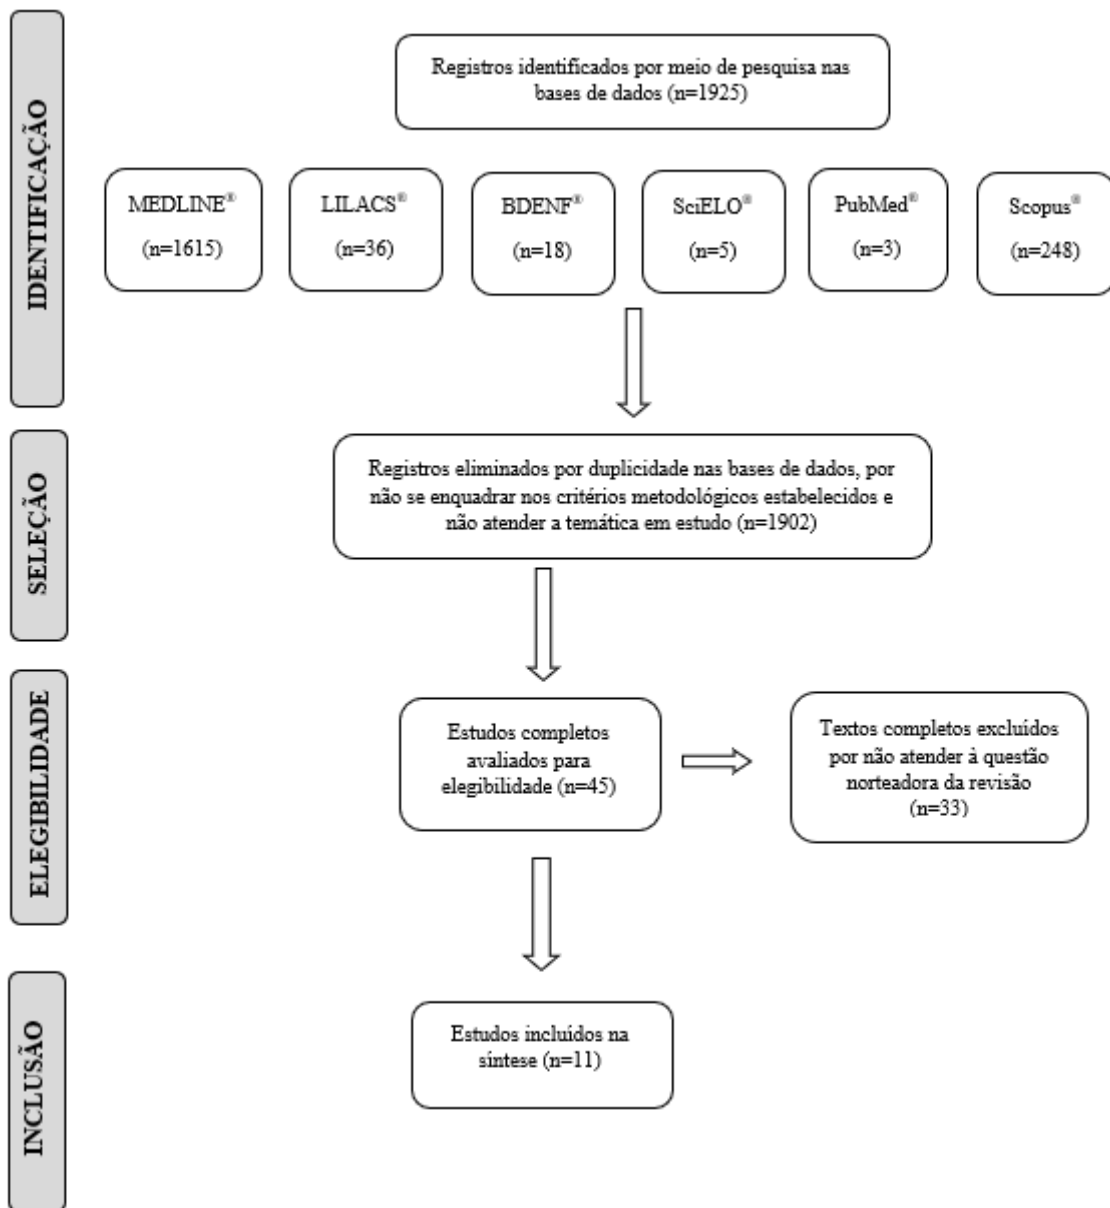 IDENTIFICAÇÃO
Registros identificados por meio de pesquisa nas
bases de dados (n=1925)
MEDLINE®
(n=1615)
LILACS®
(n=36)
BDENF®
(n=18)
SciELO®
(n=5)
PubMed®
(n=3)
Scopus®
(n=248)
SELEÇÃO
Registros eliminados por duplicidade nas bases de dados, por
não se enquadrar nos critérios metodológicos estabelecidos e
não atender a temática em estudo (n=1902)
ELEGIBILIDADE
Estudos completos
avaliados para
elegibilidade (n=45)
Textos completos excluídos
por não atender à questão
norteadora da revisão
(n=33)
INCLUSÃO
Estudos incluídos na
síntese (n=11)